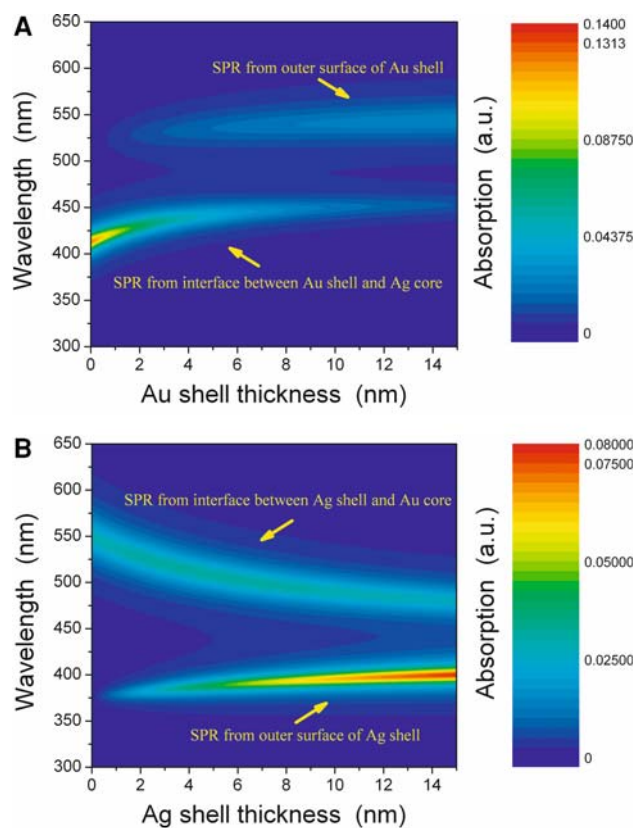 A
650
600
550
500
450
400
350
300
Wavelength (nm)
SPR from outer surface of Au shell
SPR from interface between Au shell and Ag core
0 2 4 6 8 10 12 14
Au shell thickness (nm)
Absorption (a.u.)
0.1400
0.1313
0.08750
0.04375
0
B
650
600
550
500
450
400
350
300
Wavelength (nm)
SPR from interface between Ag shell and Au core
SPR from outer surface of Ag shell
0 2 4 6 8 10 12 14
Ag shell thickness (nm)
Absorption (a.u.)
0.08000
0.07500
0.05000
0.02500
0